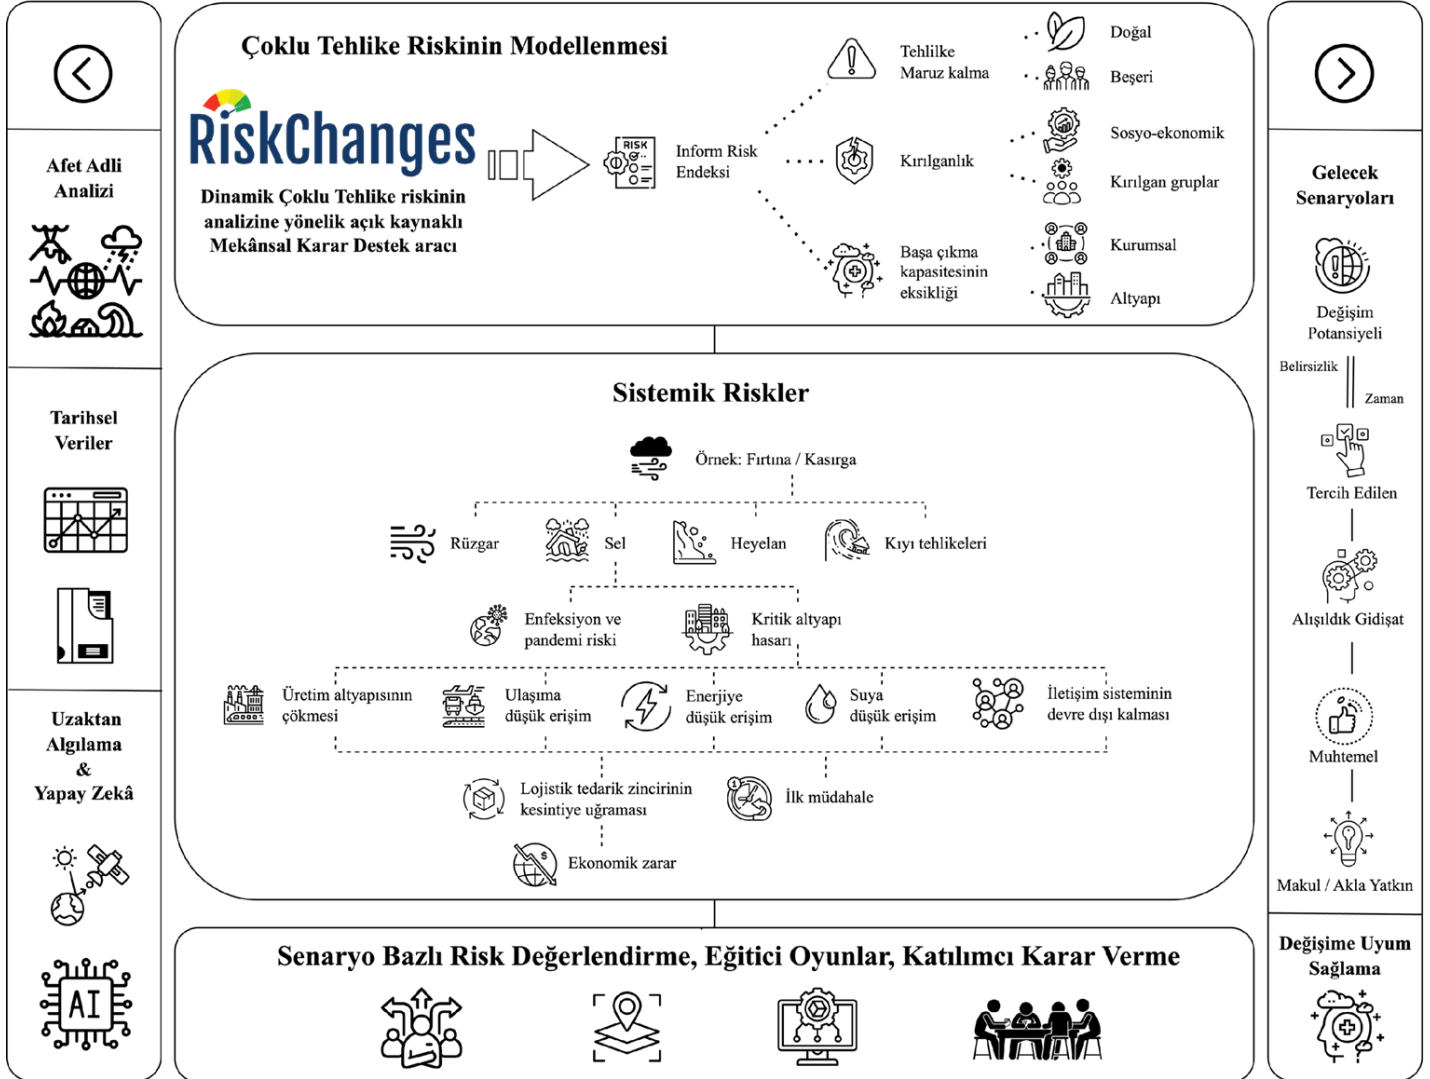 Afet Adli
Analizi
Tarihsel
Veriler
Uzaktan
Algılama
&
Yapay Zekâ
AI
Çoklu Tehlike Riskinin Modellenmesi
RiskChanges
Dinamik Çoklu Tehlike riskinin
analizine yönelik açık kaynaklı
Mekânsal Karar Destek aracı
RISK
Inform Risk
Endeksi
Tehlilke
Maruz kalma
Doğal
Beşeri
Kırılganlık
Sosyo-ekonomik
Kırılgan gruplar
Başa çıkma
kapasitesinin
eksikliği
Kurumsal
Altyapı
Sistemik Riskler
Örnek: Fırtına / Kasırga
Rüzgar
Sel
Heyelan
Kıyı tehlikeleri
Enfeksiyon ve
pandemi riski
Kritik altyapı
hasarı
Üretim altyapısının
çökmesi
Ulaşıma
düşük erişim
Enerjiye
düşük erişim
Suya
düşük erişim
İletişim sisteminin
devre dışı kalması
Lojistik tedarik zincirinin
kesintiye uğraması
1
İlk müdahale
$
Ekonomik zarar
Senaryo Bazlı Risk Değerlendirme, Eğitici Oyunlar, Katılımcı Karar Verme
Gelecek
Senaryoları
Değişim
Potansiyeli
Belirsizlik
Zaman
Tercih Edilen
Alışıldık Gidişat
Muhtemel
Makul / Akla Yatkın
Değişime Uyum
Sağlama